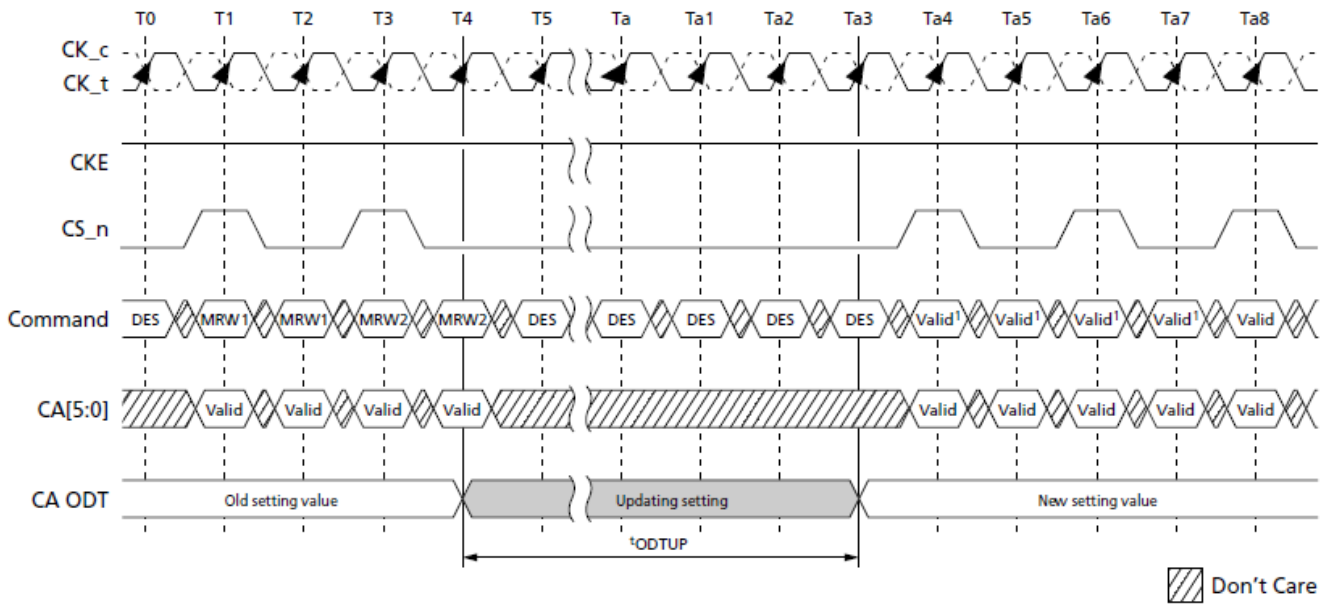 T0 T1 T2 T3 T4 T5 Ta Ta1 Ta2 Ta3 Ta4 Ta5 Ta6 Ta7 Ta8
CK_c
CK_t
CKE
CS_n
Command DES MRW1 MRW1 MRW2 MRW2 DES DES DES DES DES Valid¹ Valid¹ Valid¹ Valid¹ Valid
CA[5:0] Valid Valid Valid Valid Valid Valid Valid Valid Valid
CA ODT Old setting value Updating setting New setting value
ᵗODTUP
Don't Care